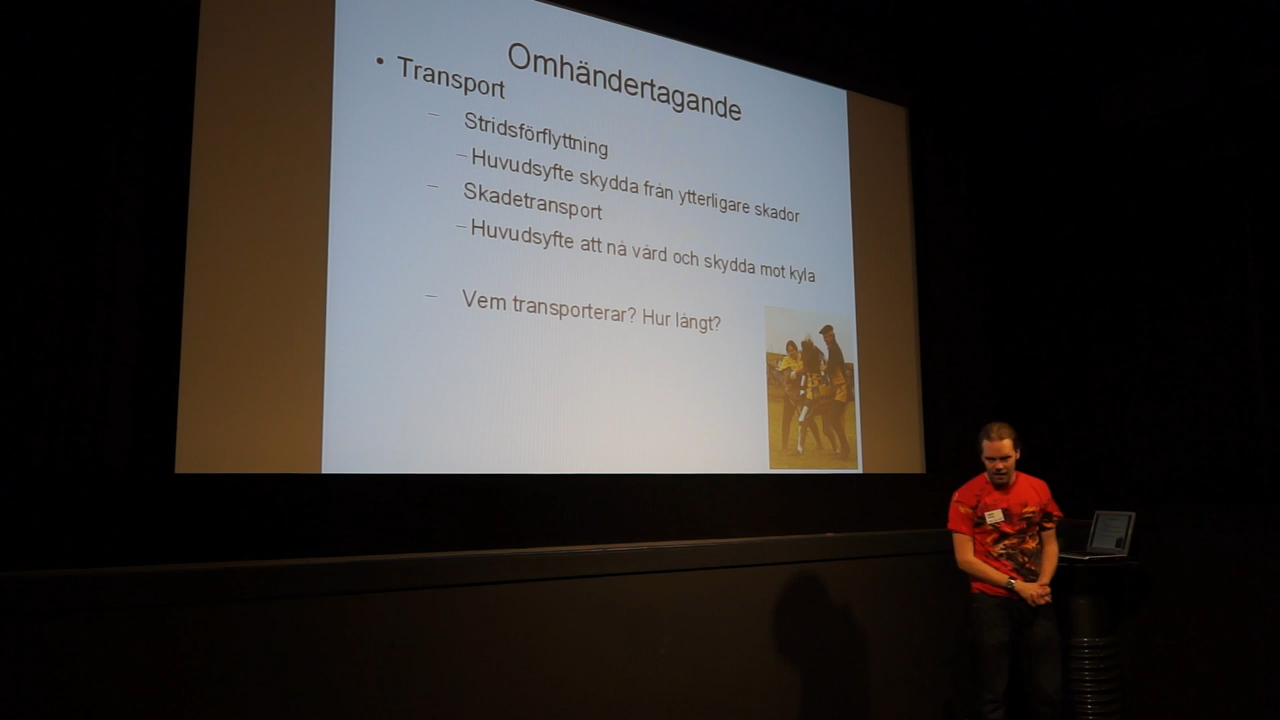 Omhändertagande
• Transport
– Stridsförflyttning
– Huvudsyfte skydda från ytterligare skador
– Skadetransport
– Huvudsyfte att nå vård och skydda mot kyla
– Vem transporterar? Hur långt?